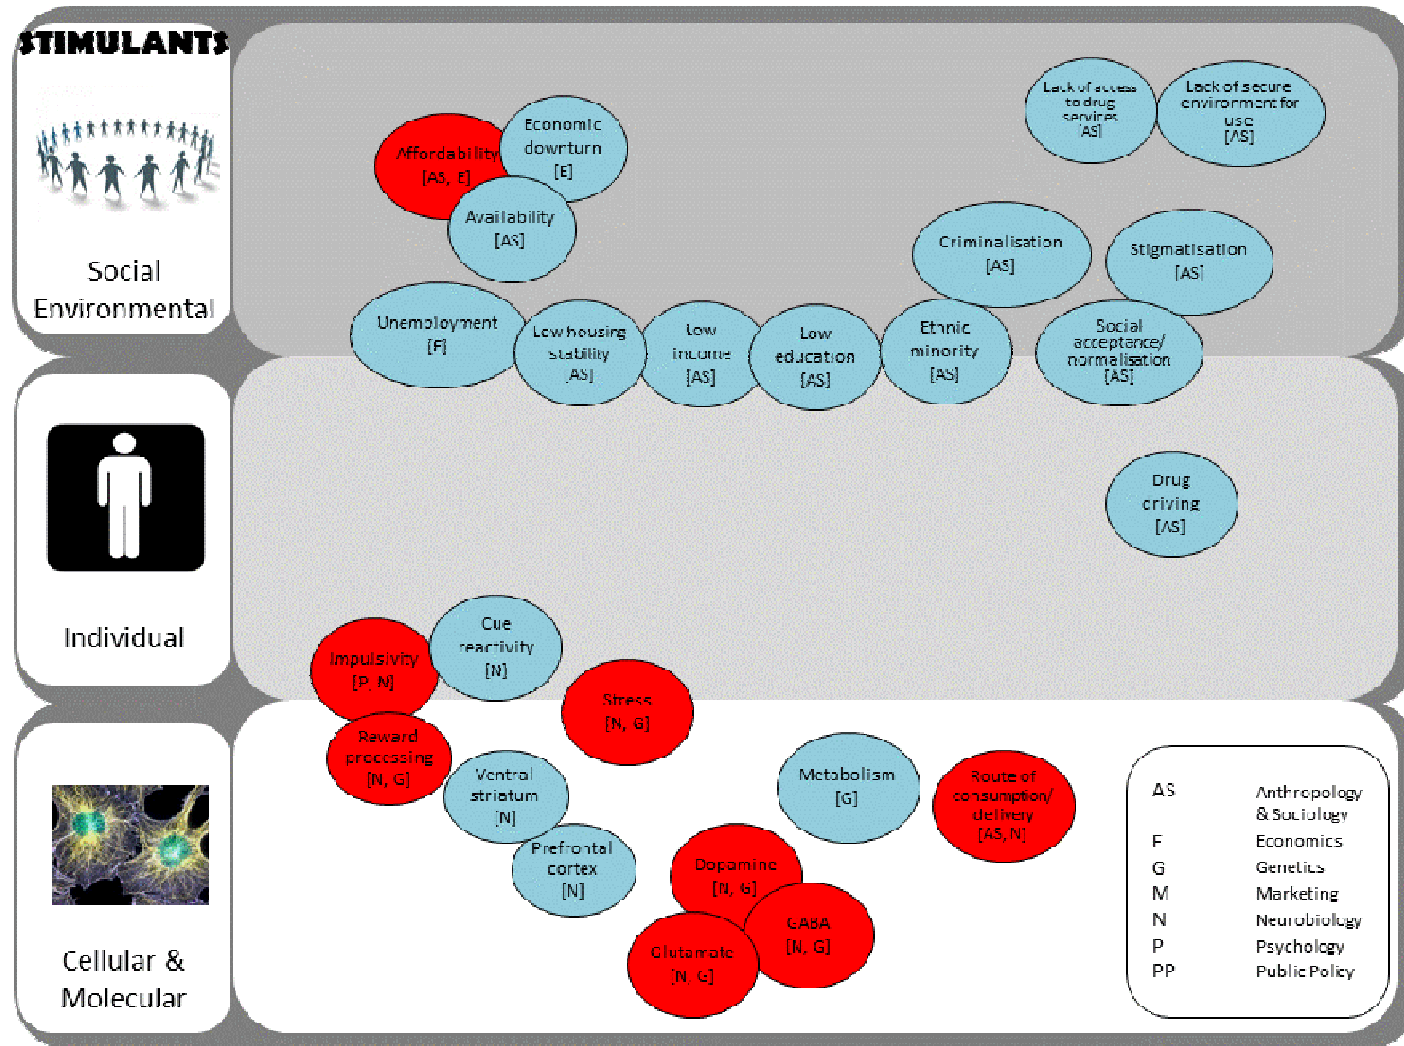 STIMULANTS
Social
Environmental
Affordability
[AS, E]
Economic
downturn
[E]
Availability
[AS]
Lack of access
to drug
services
[AS]
Lack of secure
environment for
use
[AS]
Criminalisation
[AS]
Stigmatisation
[AS]
Unemployment
[E]
Low housing
stability
[AS]
Low
income
[AS]
Low
education
[AS]
Ethnic
minority
[AS]
Social
acceptance/
normalisation
[AS]
Individual
Drug
driving
[AS]
Cue
reactivity
[N]
Impulsivity
[P, N]
Stress
[N, G]
Reward
processing
[N, G]
Cellular &
Molecular
Ventral
striatum
[N]
Prefrontal
cortex
[N]
Metabolism
[G]
Route of
consumption/
delivery
[AS, N]
Dopamine
[N, G]
GABA
[N, G]
Glutamate
[N, G]
AS Anthropology
& Sociology
E Economics
G Genetics
M Marketing
N Neurobiology
P Psychology
PP Public Policy